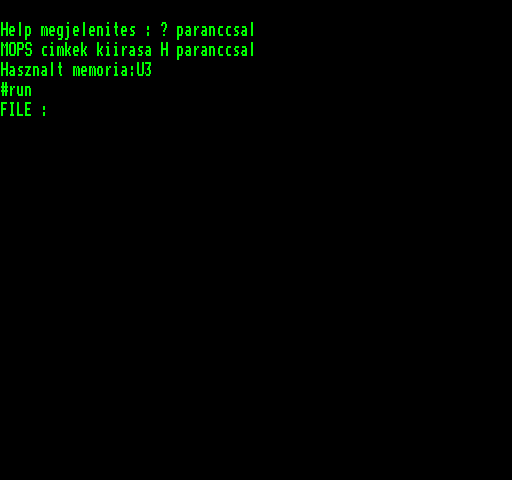 Help megjelenites : ? paranccsal
MOPS cimkek kiirasa H paranccsal
Hasznalt memoria:U3
#run
FILE :